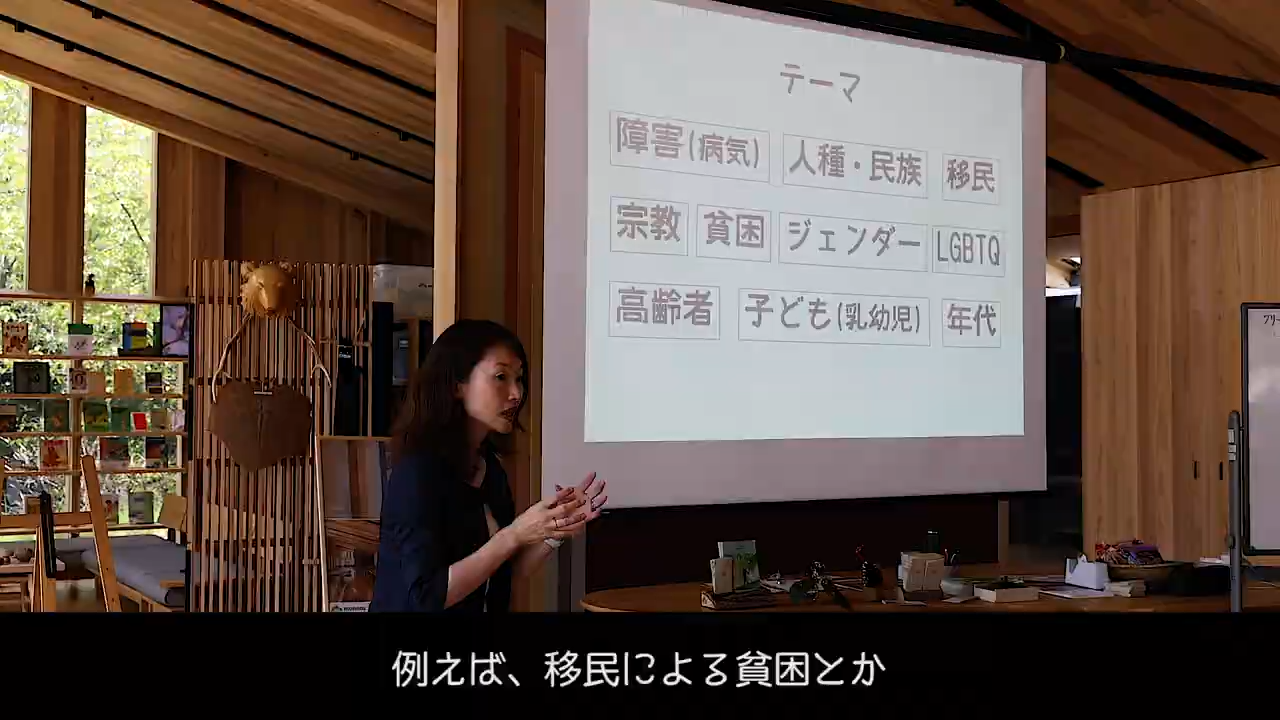 テーマ
障害(病気) 人種・民族 移民
宗教 貧困 ジェンダー LGBTQ
高齢者 子ども(乳幼児) 年代
例えば、移民による貧困とか